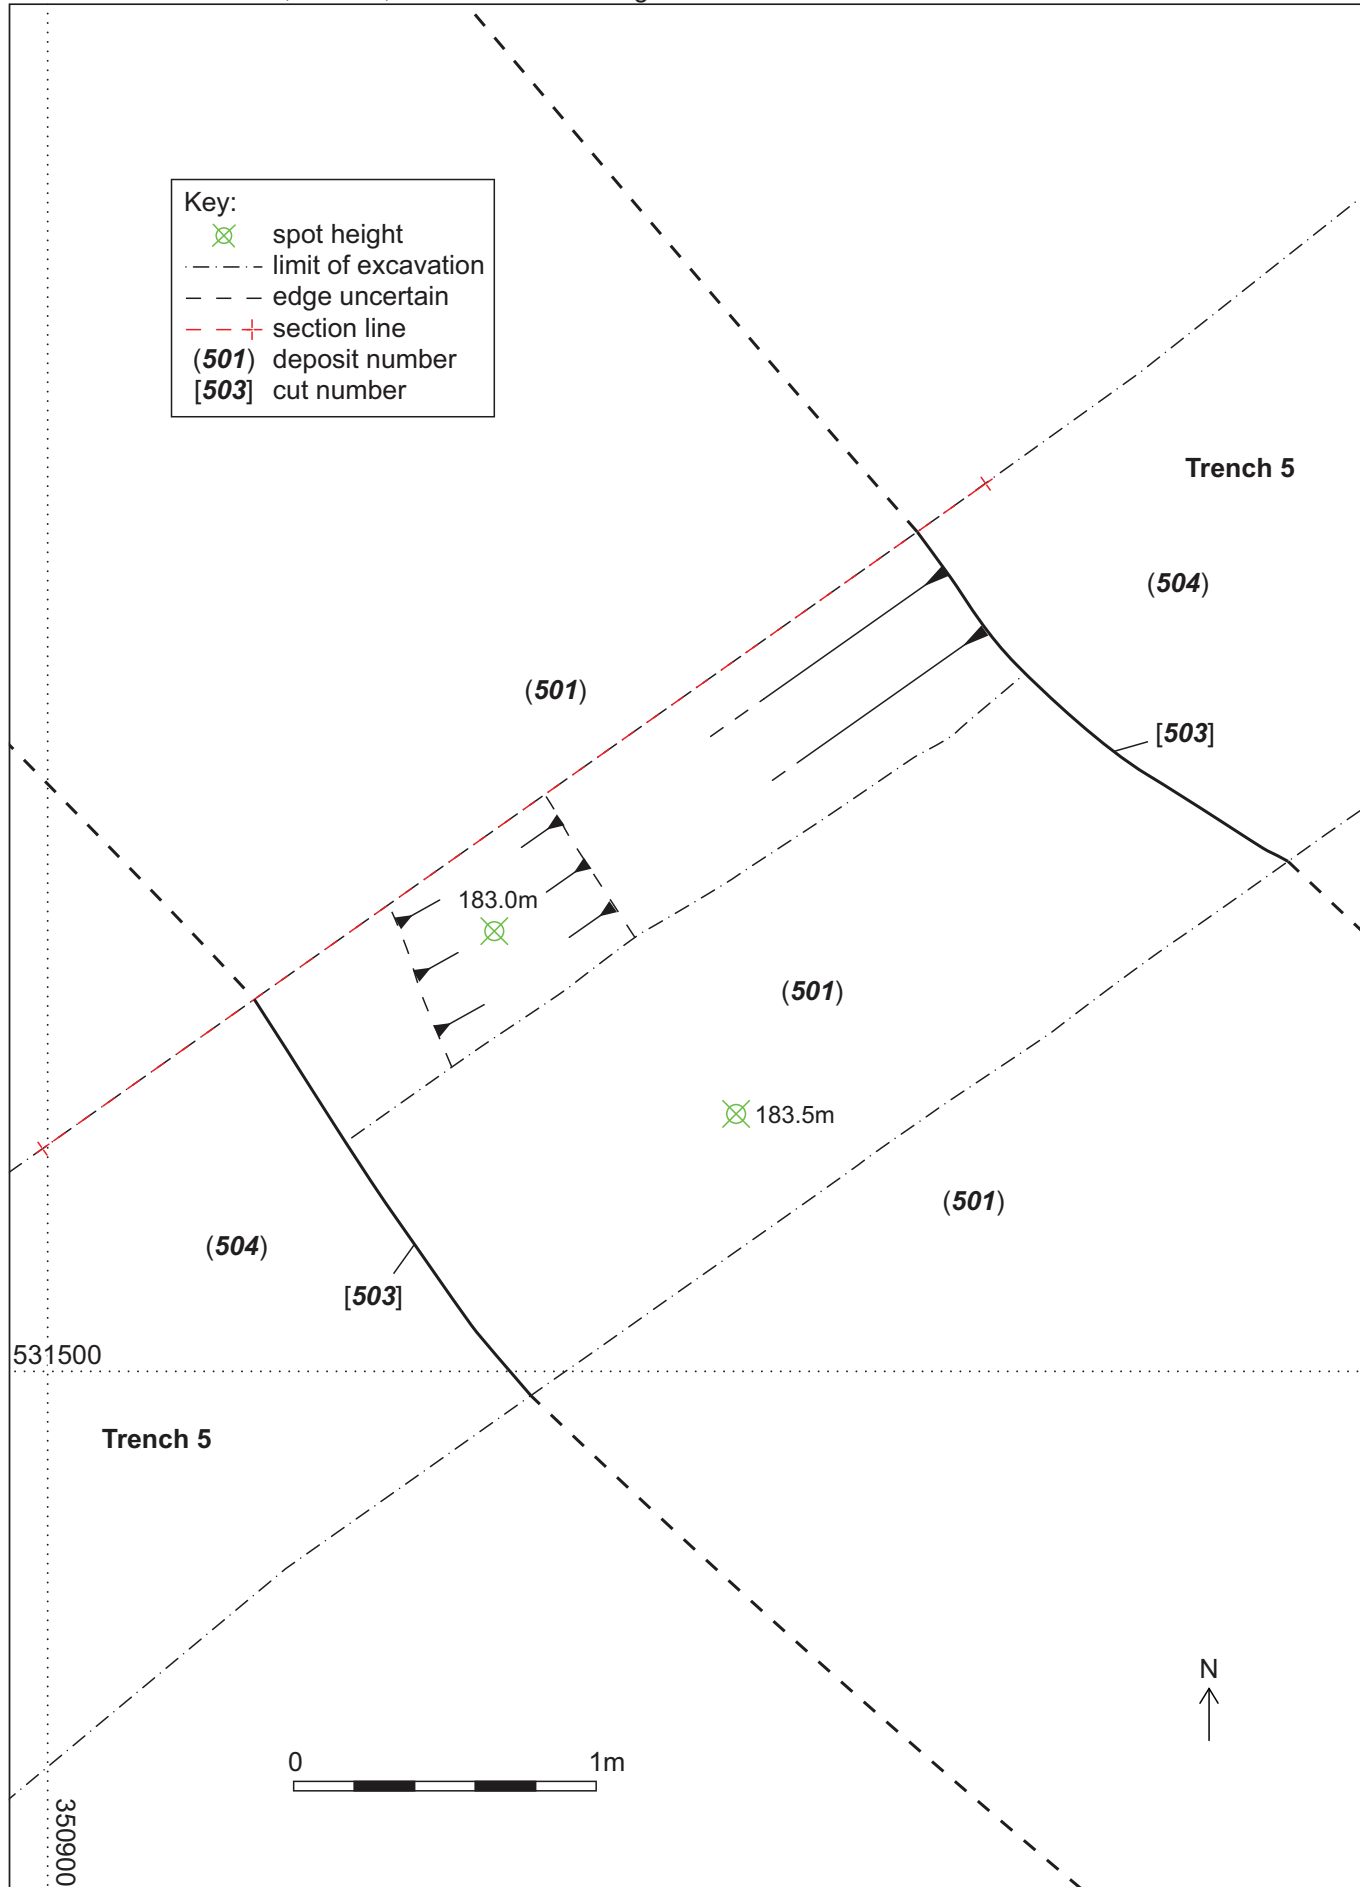 Key:
spot height
limit of excavation
edge uncertain
section line
(501) deposit number
[503] cut number
Trench 5
(504)
(501)
[503]
183.0m
(501)
183.5m
(501)
(504)
[503]
531500
Trench 5
N
0 1m
350900